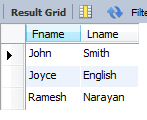 Result Grid Filte
Fname Lname
John Smith
Joyce English
Ramesh Narayan